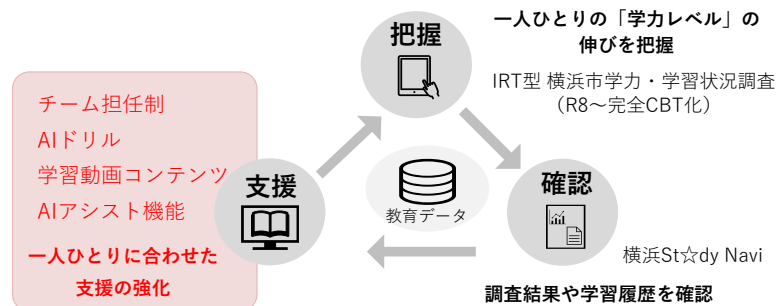 把握
一人ひとりの「学力レベル」の
伸びを把握
IRT型 横浜市学力・学習状況調査
（R8～完全CBT化）
チーム担任制
AIドリル
学習動画コンテンツ
AIアシスト機能
一人ひとりに合わせた
支援の強化
支援
教育データ
確認
横浜St☆dy Navi
調査結果や学習履歴を確認